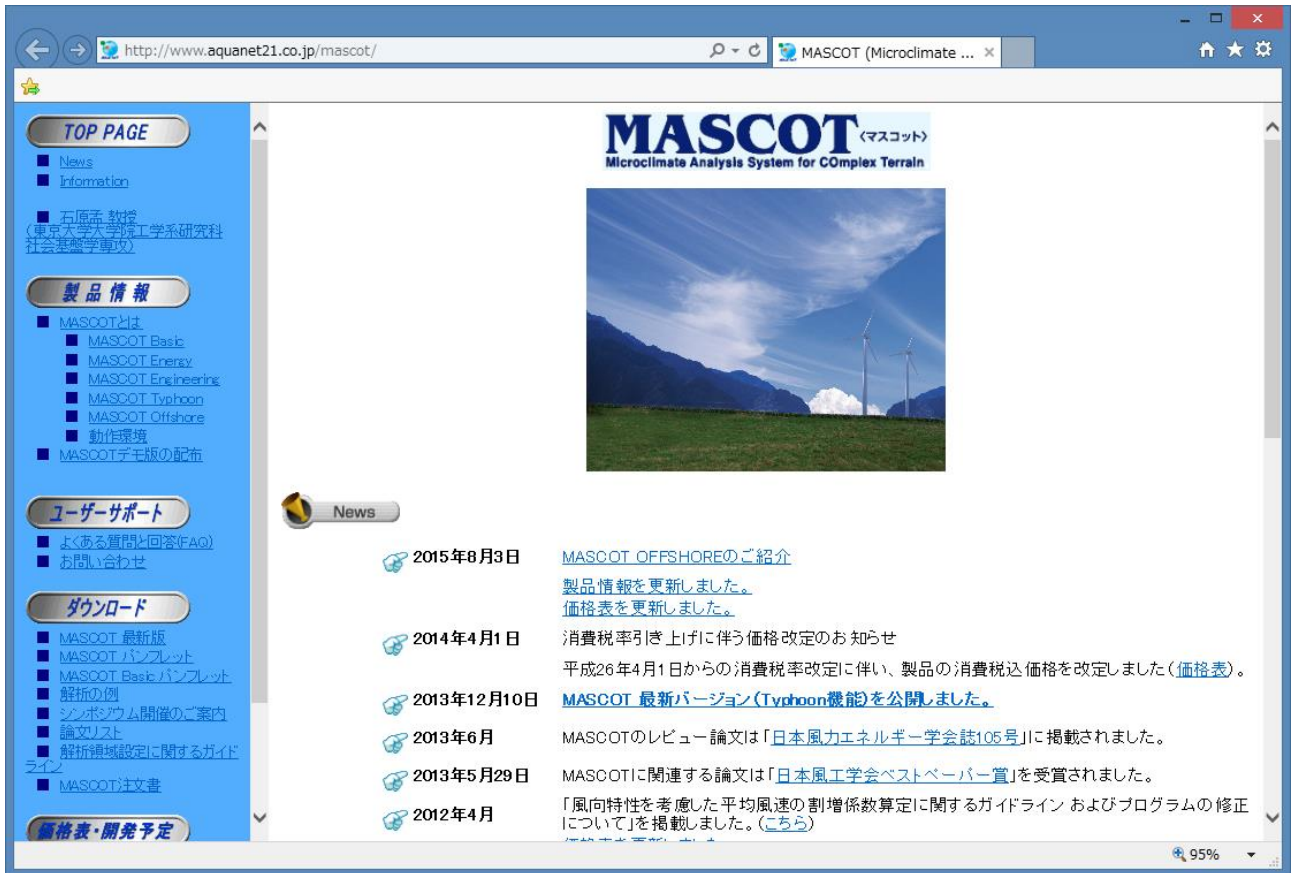 http://www.aquanet21.co.jp/mascot/
MASCOT (Microclimate ...
TOP PAGE
News
Information
石原孟 教授
(東京大学大学院工学系研究科
社会基盤学専攻)
製品情報
MASCOTとは
MASCOT Basic
MASCOT Energy
MASCOT Engineering
MASCOT Typhoon
MASCOT Offshore
動作環境
MASCOTデモ版の配布
ユーザーサポート
よくある質問と回答(FAQ)
お問い合わせ
ダウンロード
MASCOT 最新版
MASCOT パンフレット
MASCOT Basic パンフレット
解析の例
シンポジウム開催のご案内
論文リスト
解析領域設定に関するガイド
ライン
MASCOT注文書
価格表・開発予定
MASCOT〈マスコット〉
Microclimate Analysis System for COmplex Terrain
News
2015年8月3日 MASCOT OFFSHOREのご紹介
製品情報を更新しました。
価格表を更新しました。
2014年4月1日 消費税率引き上げに伴う価格改定のお知らせ
平成26年4月1日からの消費税率改定に伴い、製品の消費税込価格を改定しました(価格表)。
2013年12月10日 MASCOT 最新バージョン(Typhoon機能)を公開しました。
2013年6月 MASCOTのレビュー論文は「日本風力エネルギー学会誌105号」に掲載されました。
2013年5月29日 MASCOTに関連する論文は「日本風工学会ベストペーパー賞」を受賞されました。
2012年4月 「風向特性を考慮した平均風速の割増係数算定に関するガイドライン およびプログラムの修正
について」を掲載しました。(こちら)
95%